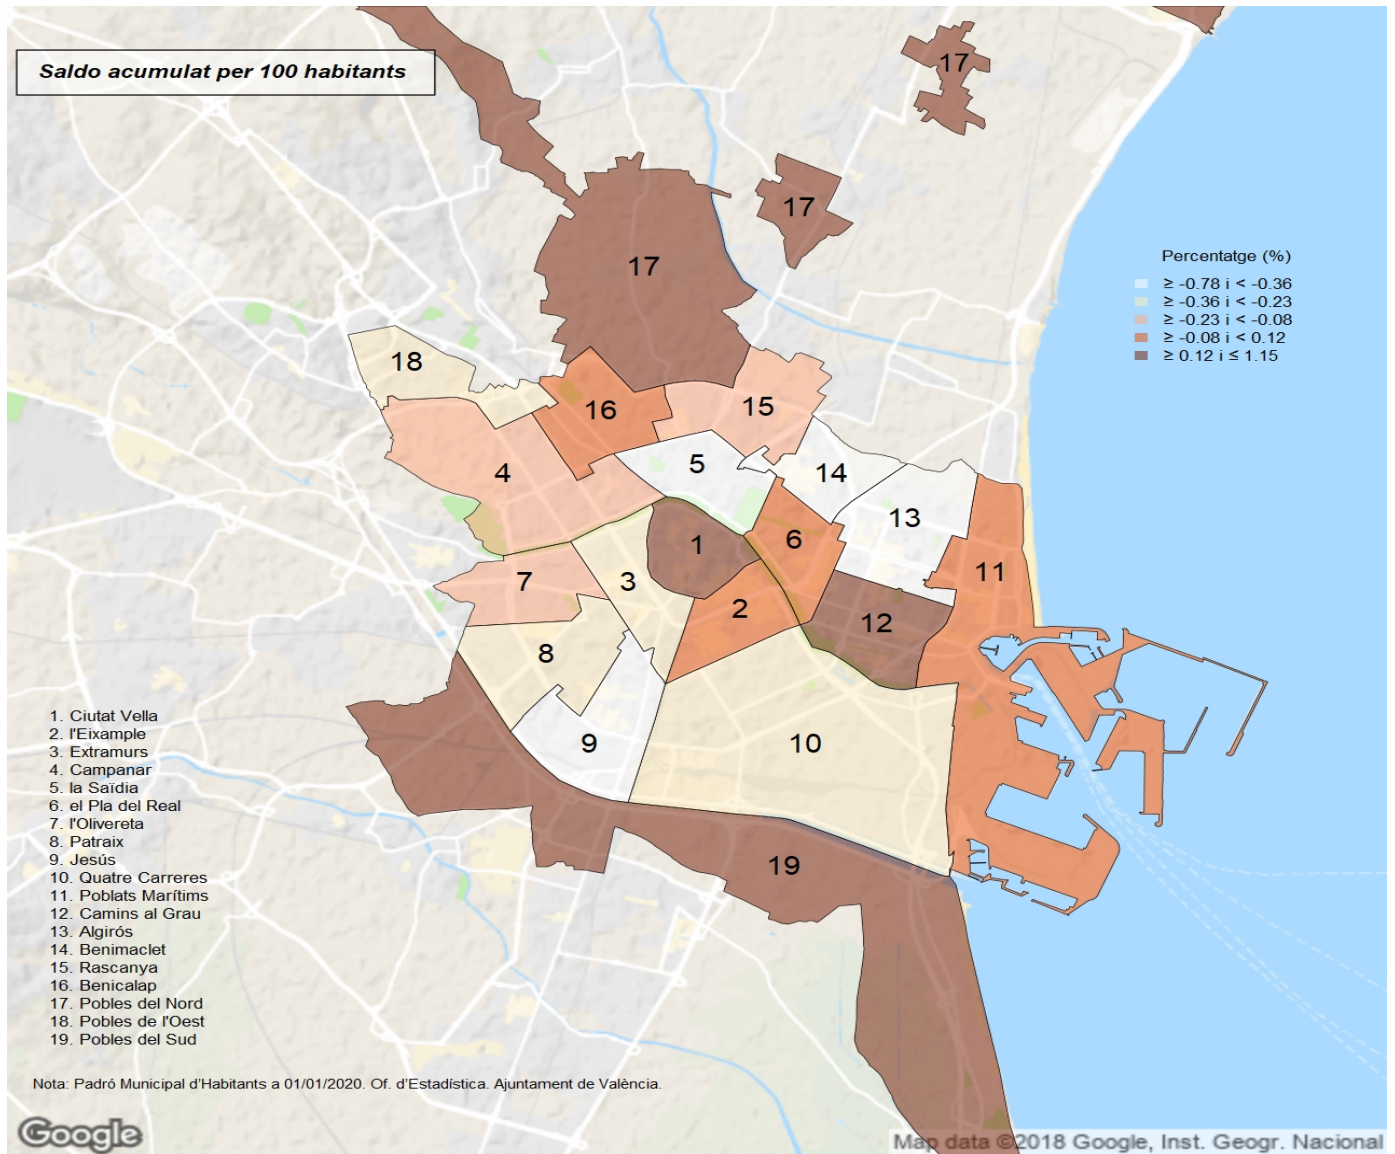 Saldo acumulat per 100 habitants
17
17
17
Percentatge (%)
≥ -0.78 i < -0.36
≥ -0.36 i < -0.23
≥ -0.23 i < -0.08
≥ -0.08 i < 0.12
≥ 0.12 i ≤ 1.15
18
16
15
4
5
14
13
1
6
3
7
2
11
12
8
9
10
19
1. Ciutat Vella
2. l'Eixample
3. Extramurs
4. Campanar
5. la Saïdia
6. el Pla del Real
7. l'Olivereta
8. Patraix
9. Jesús
10. Quatre Carreres
11. Poblats Marítims
12. Camins al Grau
13. Algirós
14. Benimaclet
15. Rascanya
16. Benicalap
17. Pobles del Nord
18. Pobles de l'Oest
19. Pobles del Sud
Nota: Padró Municipal d'Habitants a 01/01/2020. Of. d'Estadística. Ajuntament de València.
Google
Map data ©2018 Google, Inst. Geogr. Nacional